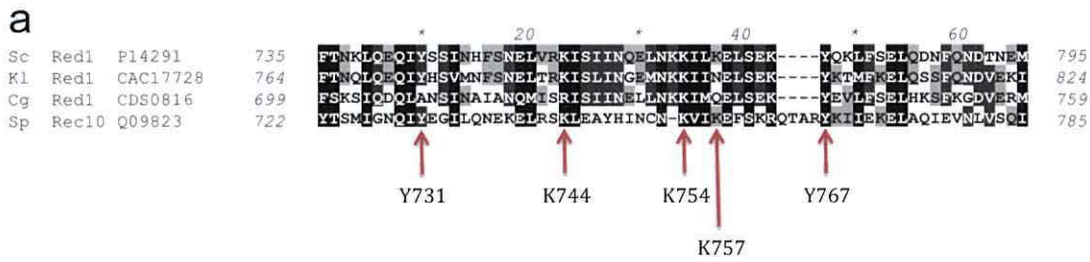 a
* 20 * 40 * 60
Sc Red1 P14291 735 FTNKLQEQIYSSINHFSNELVRKISIINQELNKKILKELSEK----YQKLFSELQDNFQNDTNEM 795
Kl Red1 CAC17728 764 FTNQLQEQIYHSVMNFSNELTRKISLINGEMNKKIINELSEK----YKTMFKELQSSFQNDVEKI 824
Cg Red1 CDS0816 699 FSKSIQDQLANSINAIANQMISRISIINELLNKKIMQELSEK----YEVLFSELHKSFKGDVERM 759
Sp Rec10 Q09823 722 YTSMIGNQIYEGILQNEKELRSKLEAYHINCN-KVIKEFSKRQTARYKIIEKELAQIEVNLVSQI 785
Y731 K744 K754 Y767
K757